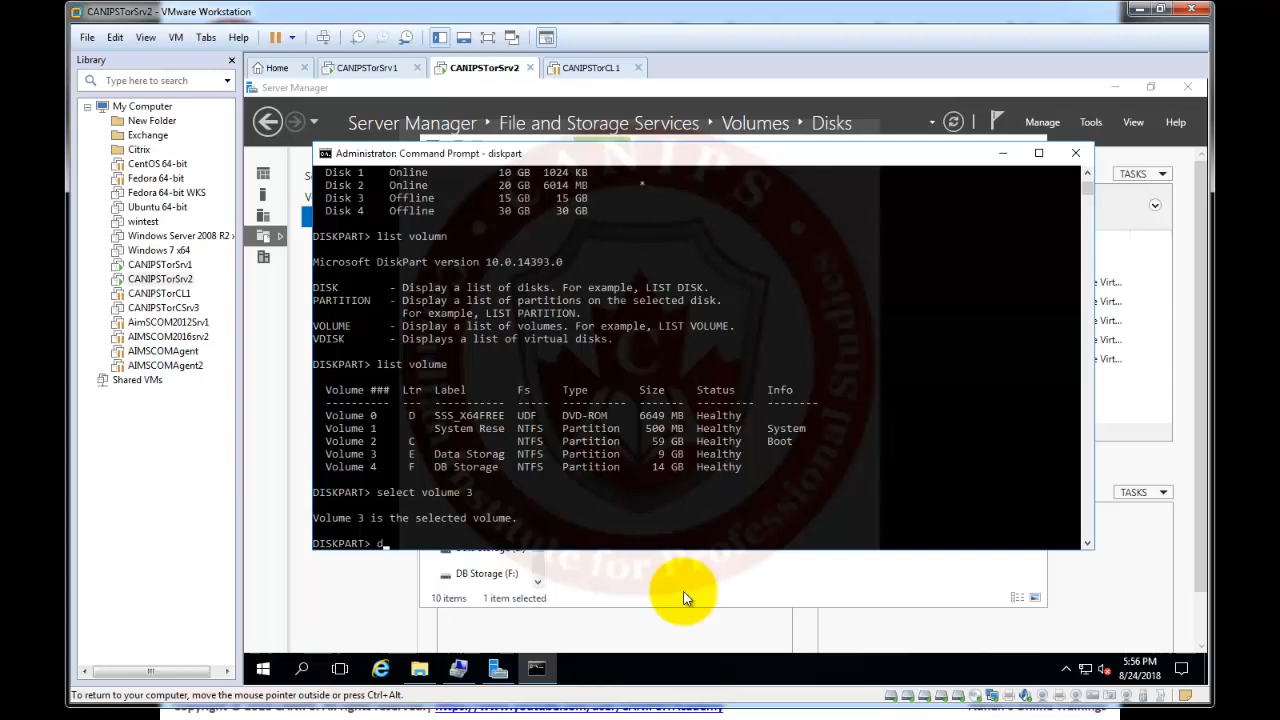 CANIPSTorSrv2 - VMware Workstation
File Edit View VM Tabs Help
Library
Type here to search
My Computer
New Folder
Exchange
Citrix
CentOS 64-bit
Fedora 64-bit
Fedora 64-bit WKS
Ubuntu 64-bit
wintest
Windows Server 2008 R2 x
Windows 7 x64
CANIPSTorSrv1
CANIPSTorSrv2
CANIPSTorCL1
CANIPSTorCSrv3
AimSCOM2012Srv1
AIMSCOM2016srv2
AIMSCOMAgent
AIMSCOMAgent2
Shared VMs
Home CANIPSTorSrv1 CANIPSTorSrv2 CANIPSTorCL1
Server Manager
Server Manager File and Storage Services Volumes Disks
Manage Tools View Help
Administrator: Command Prompt - diskpart
Disk 1 Online 10 GB 1024 KB
Disk 2 Online 20 GB 6014 MB *
Disk 3 Offline 15 GB 15 GB
Disk 4 Offline 30 GB 30 GB
DISKPART> list volumn
Microsoft DiskPart version 10.0.14393.0
DISK - Display a list of disks. For example, LIST DISK.
PARTITION - Display a list of partitions on the selected disk.
For example, LIST PARTITION.
VOLUME - Display a list of volumes. For example, LIST VOLUME.
VDISK - Displays a list of virtual disks.
DISKPART> list volume
Volume ### Ltr Label Fs Type Size Status Info
---------- --- ----------- ----- ---------- ------- --------- --------
Volume 0 D SSS_X64FREE UDF DVD-ROM 6649 MB Healthy
Volume 1 System Rese NTFS Partition 500 MB Healthy System
Volume 2 C NTFS Partition 59 GB Healthy Boot
Volume 3 E Data Storag NTFS Partition 9 GB Healthy
Volume 4 F DB Storage NTFS Partition 14 GB Healthy
DISKPART> select volume 3
Volume 3 is the selected volume.
DISKPART> d_
TASKS
e Virt...
e Virt...
e Virt...
e Virt...
TASKS
DB Storage (F:)
10 items 1 item selected
CANIPS
Institute for Professional Studies
5:56 PM
8/24/2018
To return to your computer, move the mouse pointer outside or press Ctrl+Alt.